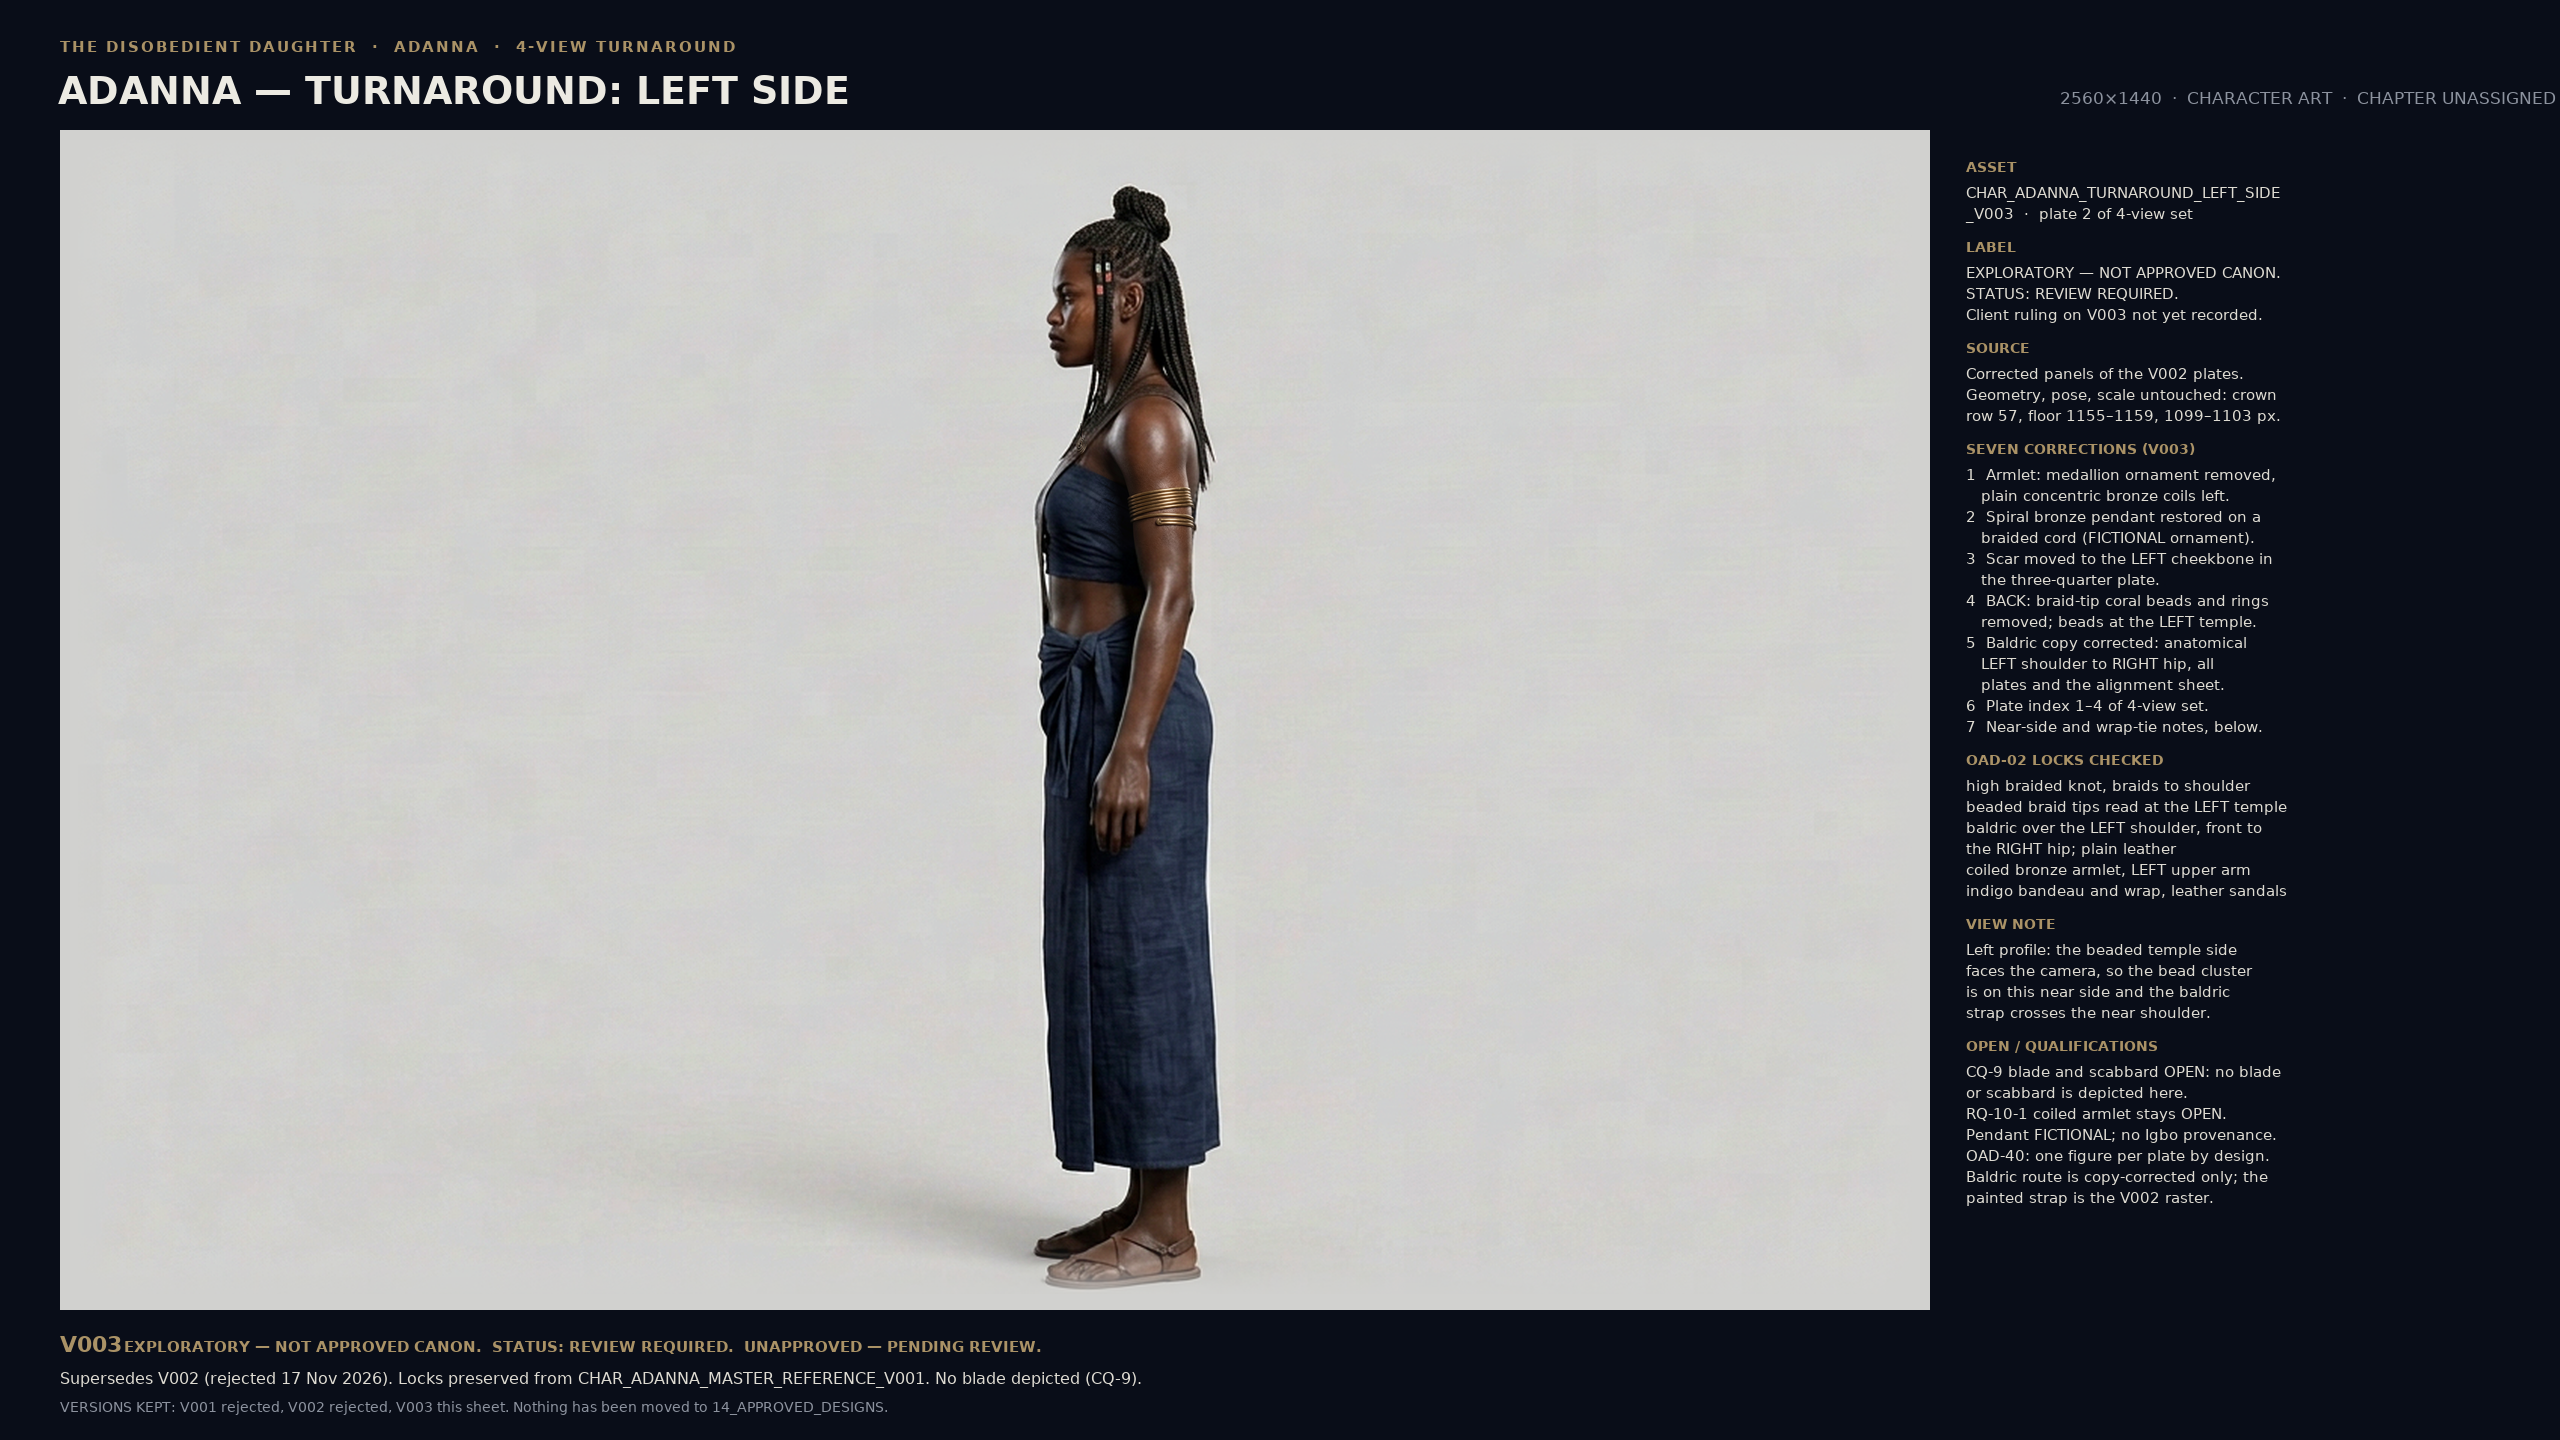 THE DISOBEDIENT DAUGHTER · ADANNA · 4-VIEW TURNAROUND
ADANNA — TURNAROUND: LEFT SIDE
2560×1440 · CHARACTER ART · CHAPTER UNASSIGNED
ASSET
CHAR_ADANNA_TURNAROUND_LEFT_SIDE
_V003 · plate 2 of 4-view set
LABEL
EXPLORATORY — NOT APPROVED CANON.
STATUS: REVIEW REQUIRED.
Client ruling on V003 not yet recorded.
SOURCE
Corrected panels of the V002 plates.
Geometry, pose, scale untouched: crown
row 57, floor 1155–1159, 1099–1103 px.
SEVEN CORRECTIONS (V003)
1 Armlet: medallion ornament removed,
plain concentric bronze coils left.
2 Spiral bronze pendant restored on a
braided cord (FICTIONAL ornament).
3 Scar moved to the LEFT cheekbone in
the three-quarter plate.
4 BACK: braid-tip coral beads and rings
removed; beads at the LEFT temple.
5 Baldric copy corrected: anatomical
LEFT shoulder to RIGHT hip, all
plates and the alignment sheet.
6 Plate index 1–4 of 4-view set.
7 Near-side and wrap-tie notes, below.
OAD-02 LOCKS CHECKED
high braided knot, braids to shoulder
beaded braid tips read at the LEFT temple
baldric over the LEFT shoulder, front to
the RIGHT hip; plain leather
coiled bronze armlet, LEFT upper arm
indigo bandeau and wrap, leather sandals
VIEW NOTE
Left profile: the beaded temple side
faces the camera, so the bead cluster
is on this near side and the baldric
strap crosses the near shoulder.
OPEN / QUALIFICATIONS
CQ-9 blade and scabbard OPEN: no blade
or scabbard is depicted here.
RQ-10-1 coiled armlet stays OPEN.
Pendant FICTIONAL; no Igbo provenance.
OAD-40: one figure per plate by design.
Baldric route is copy-corrected only; the
painted strap is the V002 raster.
V003 EXPLORATORY — NOT APPROVED CANON. STATUS: REVIEW REQUIRED. UNAPPROVED — PENDING REVIEW.
Supersedes V002 (rejected 17 Nov 2026). Locks preserved from CHAR_ADANNA_MASTER_REFERENCE_V001. No blade depicted (CQ-9).
VERSIONS KEPT: V001 rejected, V002 rejected, V003 this sheet. Nothing has been moved to 14_APPROVED_DESIGNS.